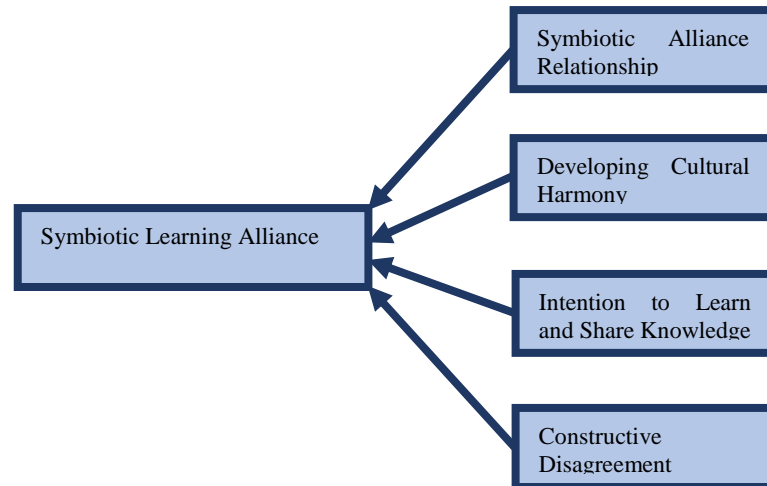 Symbiotic Alliance
Relationship
Developing Cultural
Harmony
Symbiotic Learning Alliance
Intention to Learn
and Share Knowledge
Constructive
Disagreement